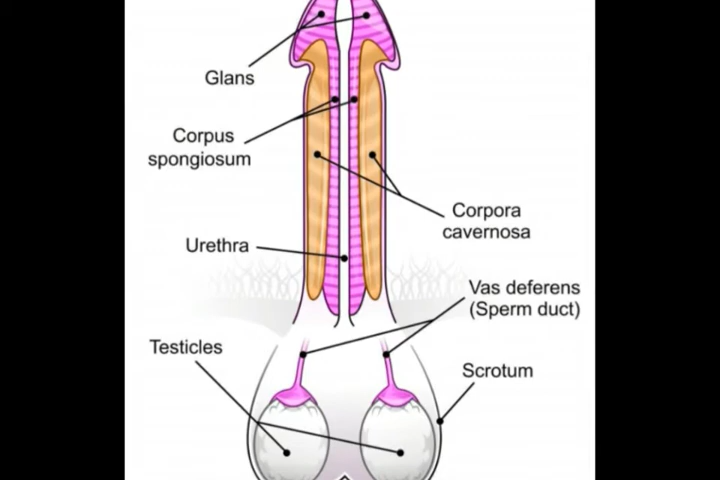 Glans
Corpus
spongiosum
Corpora
cavernosa
Urethra
Vas deferens
(Sperm duct)
Testicles
Scrotum